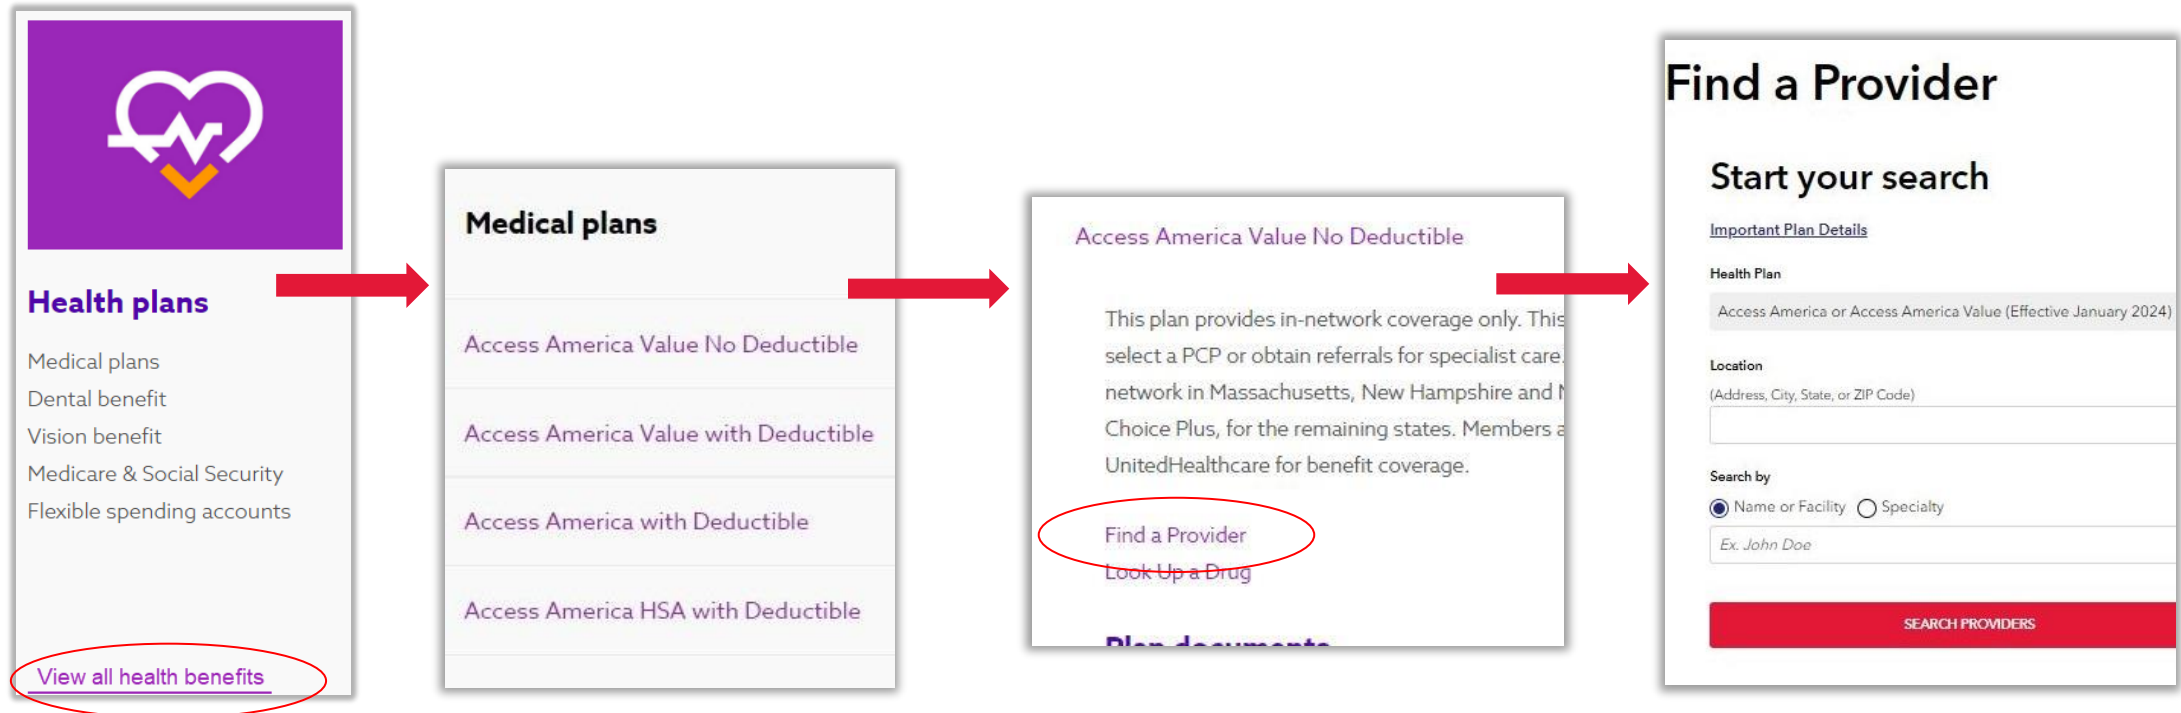 Health plans
Medical plans
Dental benefit
Vision benefit
Medicare & Social Security
Flexible spending accounts
View all health benefits
Medical plans
Access America Value No Deductible
Access America Value with Deductible
Access America with Deductible
Access America HSA with Deductible
Access America Value No Deductible
This plan provides in-network coverage only. This
select a PCP or obtain referrals for specialist care.
network in Massachusetts, New Hampshire and
Choice Plus, for the remaining states. Members a
UnitedHealthcare for benefit coverage.
Find a Provider
Look Up a Drug
Plan documents
Find a Provider
Start your search
Important Plan Details
Health Plan
Access America or Access America Value (Effective January 2024)
Location
(Address, City, State, or ZIP Code)
Search by
Name or Facility Specialty
Ex. John Doe
SEARCH PROVIDERS